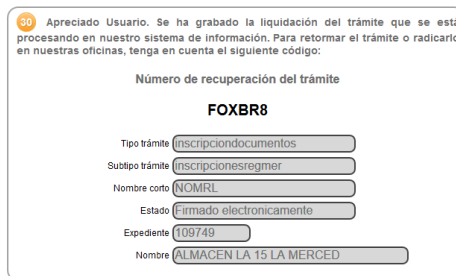 30 Apreciado Usuario. Se ha grabado la liquidación del trámite que se está
procesando en nuestro sistema de información. Para retormar el trámite o radicarlo
en nuestras oficinas, tenga en cuenta el siguiente código:
Número de recuperación del trámite
FOXBR8
Tipo trámite inscripciondocumentos
Subtipo trámite inscripcionesregmer
Nombre corto NOMRL
Estado Firmado electronicamente
Expediente 109749
Nombre ALMACEN LA 15 LA MERCED